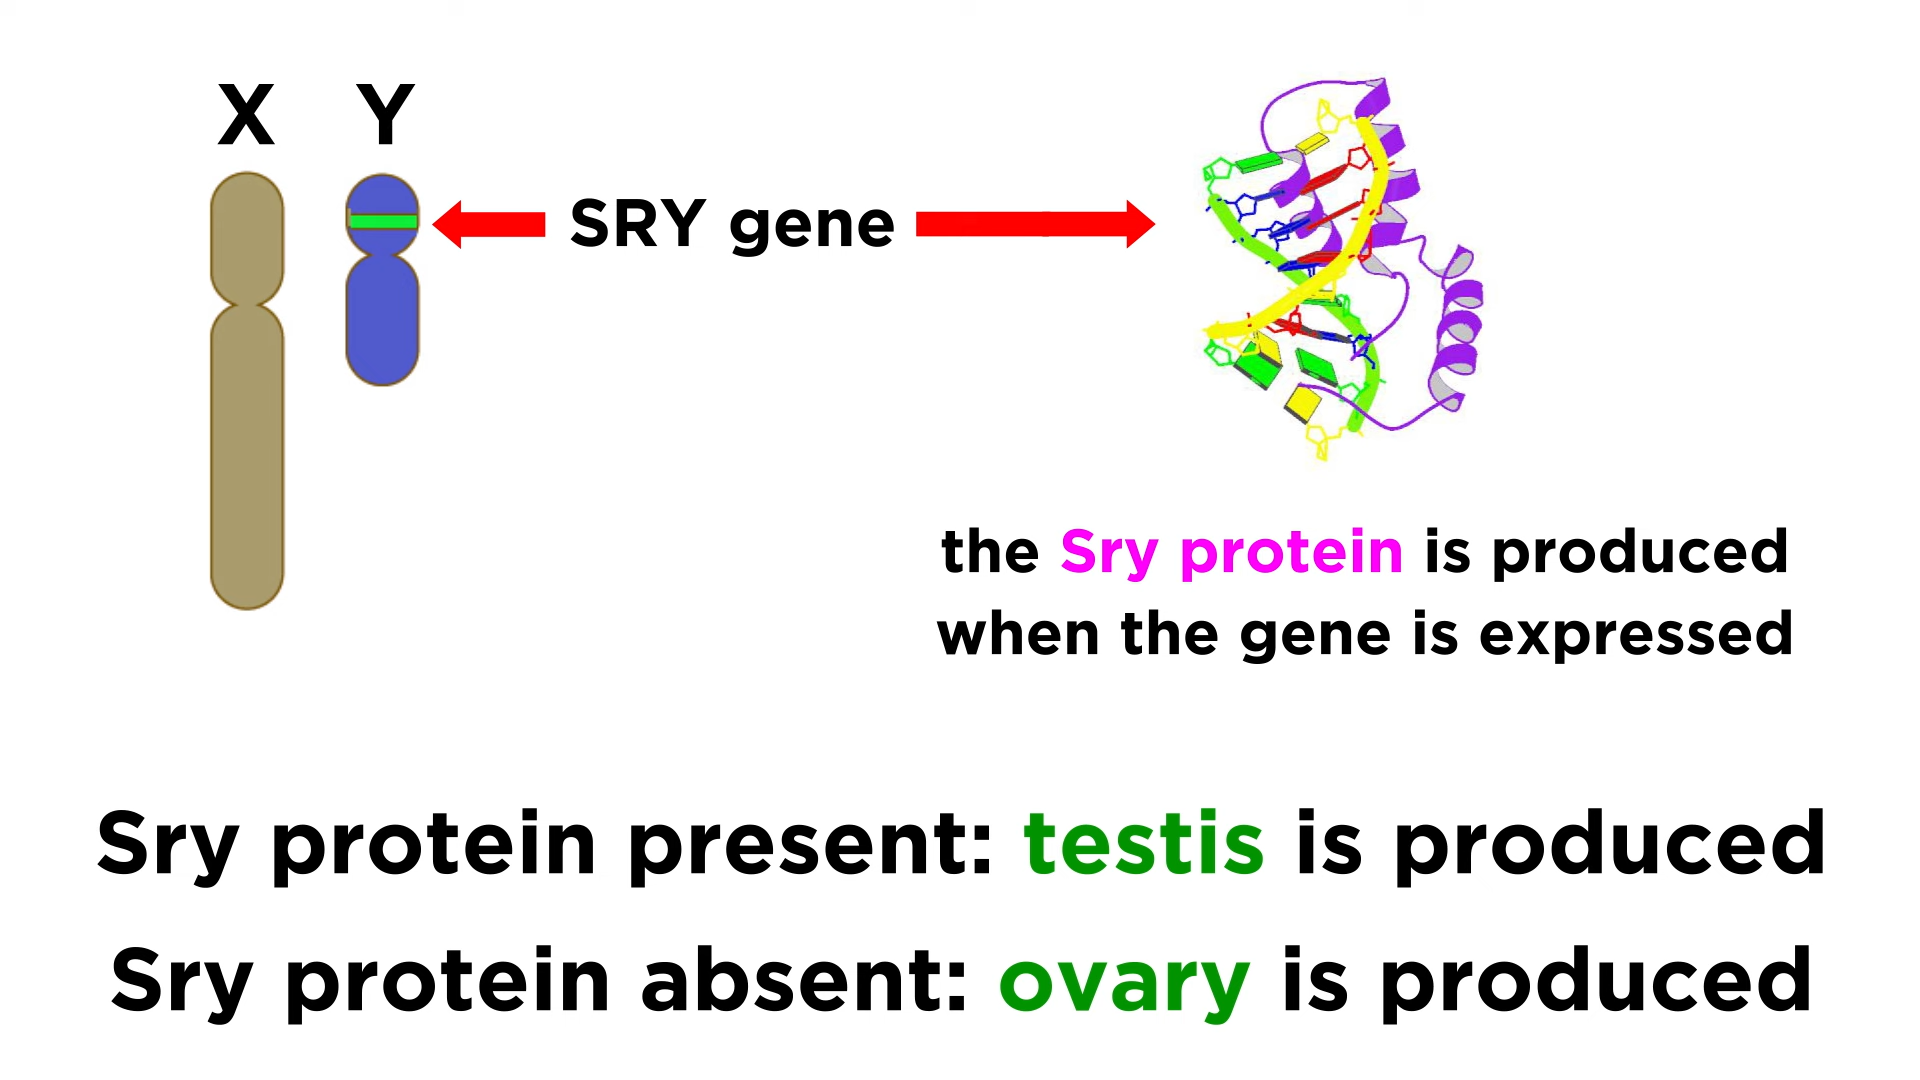 X Y
SRY gene
the Sry protein is produced
when the gene is expressed
Sry protein present: testis is produced
Sry protein absent: ovary is produced